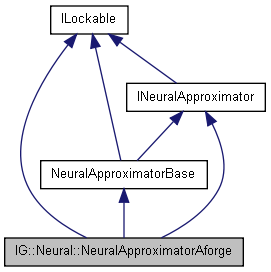 ILockable
INeuralApproximator
NeuralApproximatorBase
IG::Neural::NeuralApproximatorAforge